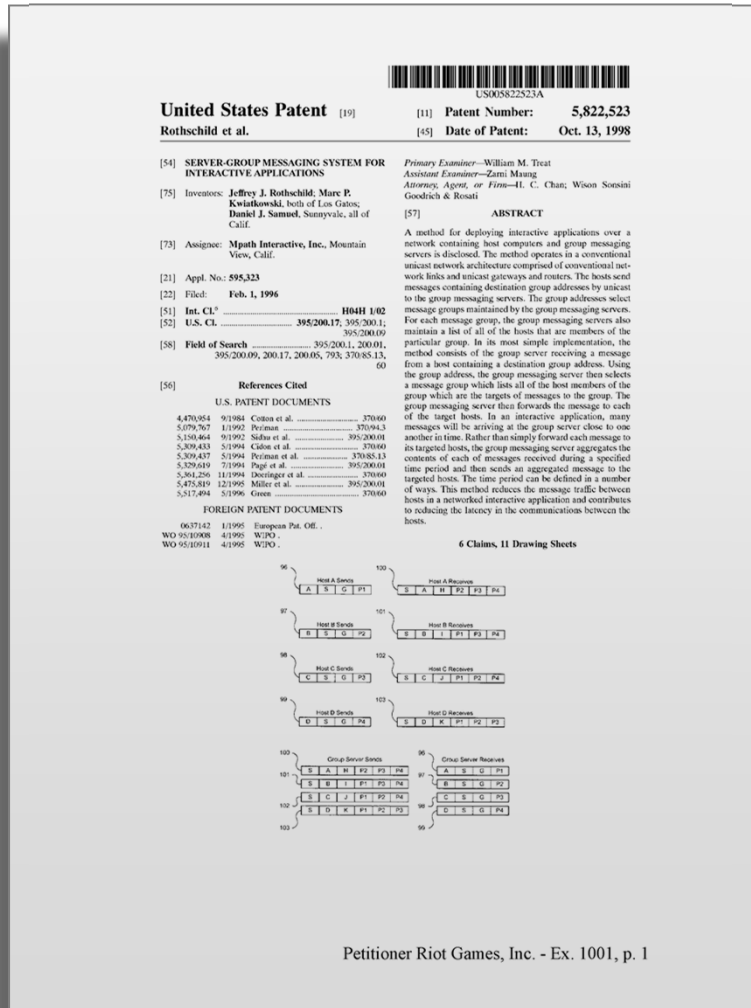 US005822523A
United States Patent [19]
Rothschild et al.
[11] Patent Number: 5,822,523
[45] Date of Patent: Oct. 13, 1998
[54] SERVER-GROUP MESSAGING SYSTEM FOR
INTERACTIVE APPLICATIONS
[75] Inventors: Jeffrey J. Rothschild; Marc P.
Kwiatkowski, both of Los Gatos;
Daniel J. Samuel, Sunnyvale, all of
Calif.
[73] Assignee: Mpath Interactive, Inc., Mountain
View, Calif.
[21] Appl. No.: 595,323
[22] Filed: Feb. 1, 1996
[51] Int. Cl.⁶ .............................. H04H 1/02
[52] U.S. Cl. .................. 395/200.17; 395/200.1;
395/200.09
[58] Field of Search .................. 395/200.1, 200.01,
395/200.09, 200.17, 200.05, 793; 370/85.13,
60
[56] References Cited
U.S. PATENT DOCUMENTS
4,470,954 9/1984 Cotton et al. .................. 370/60
5,079,767 1/1992 Perlman .................. 370/94.3
5,150,464 9/1992 Sidhu et al. .................. 395/200.01
5,309,433 5/1994 Cidon et al. .................. 370/60
5,309,437 5/1994 Perlman et al. .................. 370/85.13
5,329,619 7/1994 Pagé et al. .................. 395/200.01
5,361,256 11/1994 Doeringer et al. .................. 370/60
5,475,819 12/1995 Miller et al. .................. 395/200.01
5,517,494 5/1996 Green .................. 370/60
FOREIGN PATENT DOCUMENTS
0637142 1/1995 European Pat. Off. .
WO 95/10908 4/1995 WIPO .
WO 95/10911 4/1995 WIPO .
Primary Examiner—William M. Treat
Assistant Examiner—Zarni Maung
Attorney, Agent, or Firm—H. C. Chan; Wison Sonsini
Goodrich & Rosati
[57] ABSTRACT
A method for deploying interactive applications over a
network containing host computers and group messaging
servers is disclosed. The method operates in a conventional
unicast network architecture comprised of conventional net-
work links and unicast gateways and routers. The hosts send
messages containing destination group addresses by unicast
to the group messaging servers. The group addresses select
message groups maintained by the group messaging servers.
For each message group, the group messaging servers also
maintain a list of all of the hosts that are members of the
particular group. In its most simple implementation, the
method consists of the group server receiving a message
from a host containing a destination group address. Using
the group address, the group messaging server then selects
a message group which lists all of the host members of the
group which are the targets of messages to the group. The
group messaging server then forwards the message to each
of the target hosts. In an interactive application, many
messages will be arriving at the group server close to one
another in time. Rather than simply forward each message to
its targeted hosts, the group messaging server aggregates the
contents of each of messages received during a specified
time period and then sends an aggregated message to the
targeted hosts. The time period can be defined in a number
of ways. This method reduces the message traffic between
hosts in a networked interactive application and contributes
to reducing the latency in the communications between the
hosts.
6 Claims, 11 Drawing Sheets
96
Host A Sends
A S G P1
100
Host A Receives
S A H P2 P3 P4
97
Host B Sends
B S G P2
101
Host B Receives
S B I P1 P3 P4
98
Host C Sends
C S G P3
102
Host C Receives
S C J P1 P2 P4
99
Host D Sends
D S G P4
103
Host D Receives
S D K P1 P2 P3
100
Group Server Sends
S A H P2 P3 P4
101
S B I P1 P3 P4
S C J P1 P2 P4
102
S D K P1 P2 P3
103
96
Group Server Receives
A S G P1
97
B S G P2
C S G P3
98
D S G P4
99
Petitioner Riot Games, Inc. - Ex. 1001, p. 1